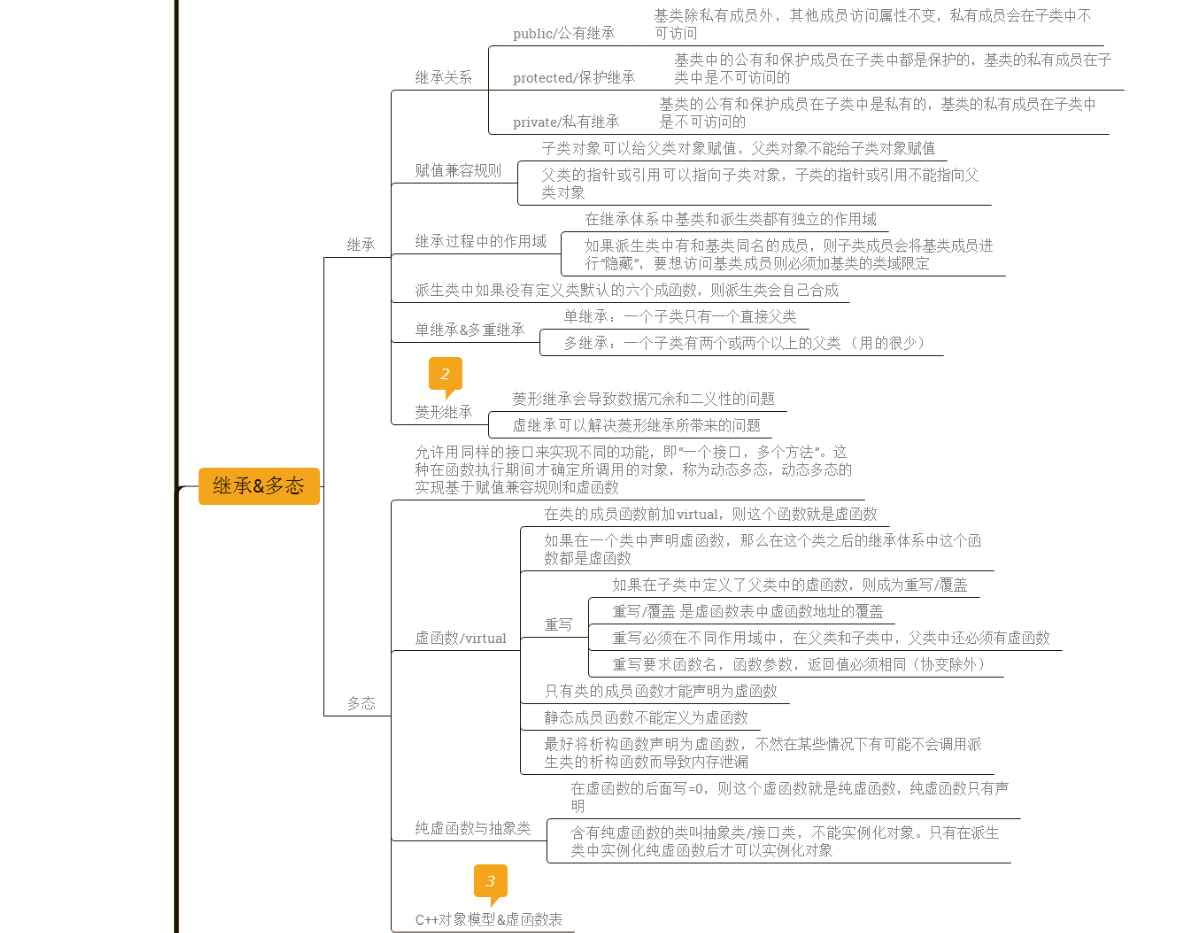 public/公有继承
基类除私有成员外，其他成员访问属性不变，私有成员会在子类中不
可访问
继承关系
protected/保护继承
基类中的公有和保护成员在子类中都是保护的，基类的私有成员在子
类中是不可访问的
private/私有继承
基类的公有和保护成员在子类中是私有的，基类的私有成员在子类中
是不可访问的
赋值兼容规则
子类对象可以给父类对象赋值，父类对象不能给子类对象赋值
父类的指针或引用可以指向子类对象，子类的指针或引用不能指向父
类对象
继承
继承过程中的作用域
在继承体系中基类和派生类都有独立的作用域
如果派生类中有和基类同名的成员，则子类成员会将基类成员进
行“隐藏”，要想访问基类成员则必须加基类的类域限定
派生类中如果没有定义类默认的六个成函数，则派生类会自己合成
单继承&多重继承
单继承：一个子类只有一个直接父类
多继承：一个子类有两个或两个以上的父类 （用的很少）
2
菱形继承
菱形继承会导致数据冗余和二义性的问题
虚继承可以解决菱形继承所带来的问题
继承&多态
允许用同样的接口来实现不同的功能，即“一个接口，多个方法”。这
种在函数执行期间才确定所调用的对象，称为动态多态，动态多态的
实现基于赋值兼容规则和虚函数
多态
虚函数/virtual
在类的成员函数前加virtual，则这个函数就是虚函数
如果在一个类中声明虚函数，那么在这个类之后的继承体系中这个函
数都是虚函数
重写
如果在子类中定义了父类中的虚函数，则成为重写/覆盖
重写/覆盖 是虚函数表中虚函数地址的覆盖
重写必须在不同作用域中，在父类和子类中，父类中还必须有虚函数
重写要求函数名，函数参数，返回值必须相同（协变除外）
只有类的成员函数才能声明为虚函数
静态成员函数不能定义为虚函数
最好将析构函数声明为虚函数，不然在某些情况下有可能不会调用派
生类的析构函数而导致内存泄漏
纯虚函数与抽象类
在虚函数的后面写=0，则这个虚函数就是纯虚函数，纯虚函数只有声
明
含有纯虚函数的类叫抽象类/接口类，不能实例化对象。只有在派生
类中实例化纯虚函数后才可以实例化对象
3
C++对象模型&虚函数表